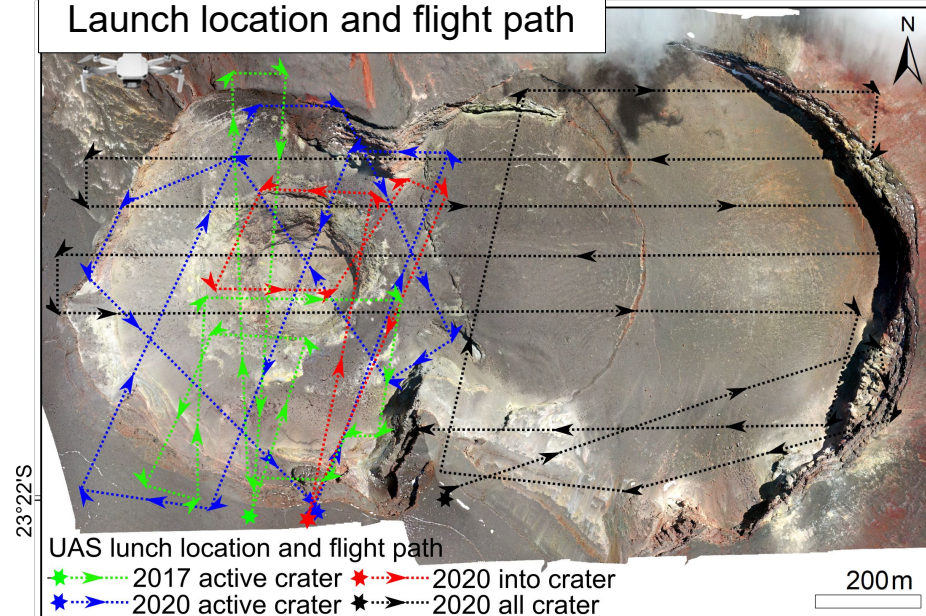 Launch location and flight path
N
23°22'S
UAS lunch location and flight path
2017 active crater
2020 into crater
2020 active crater
2020 all crater
200m